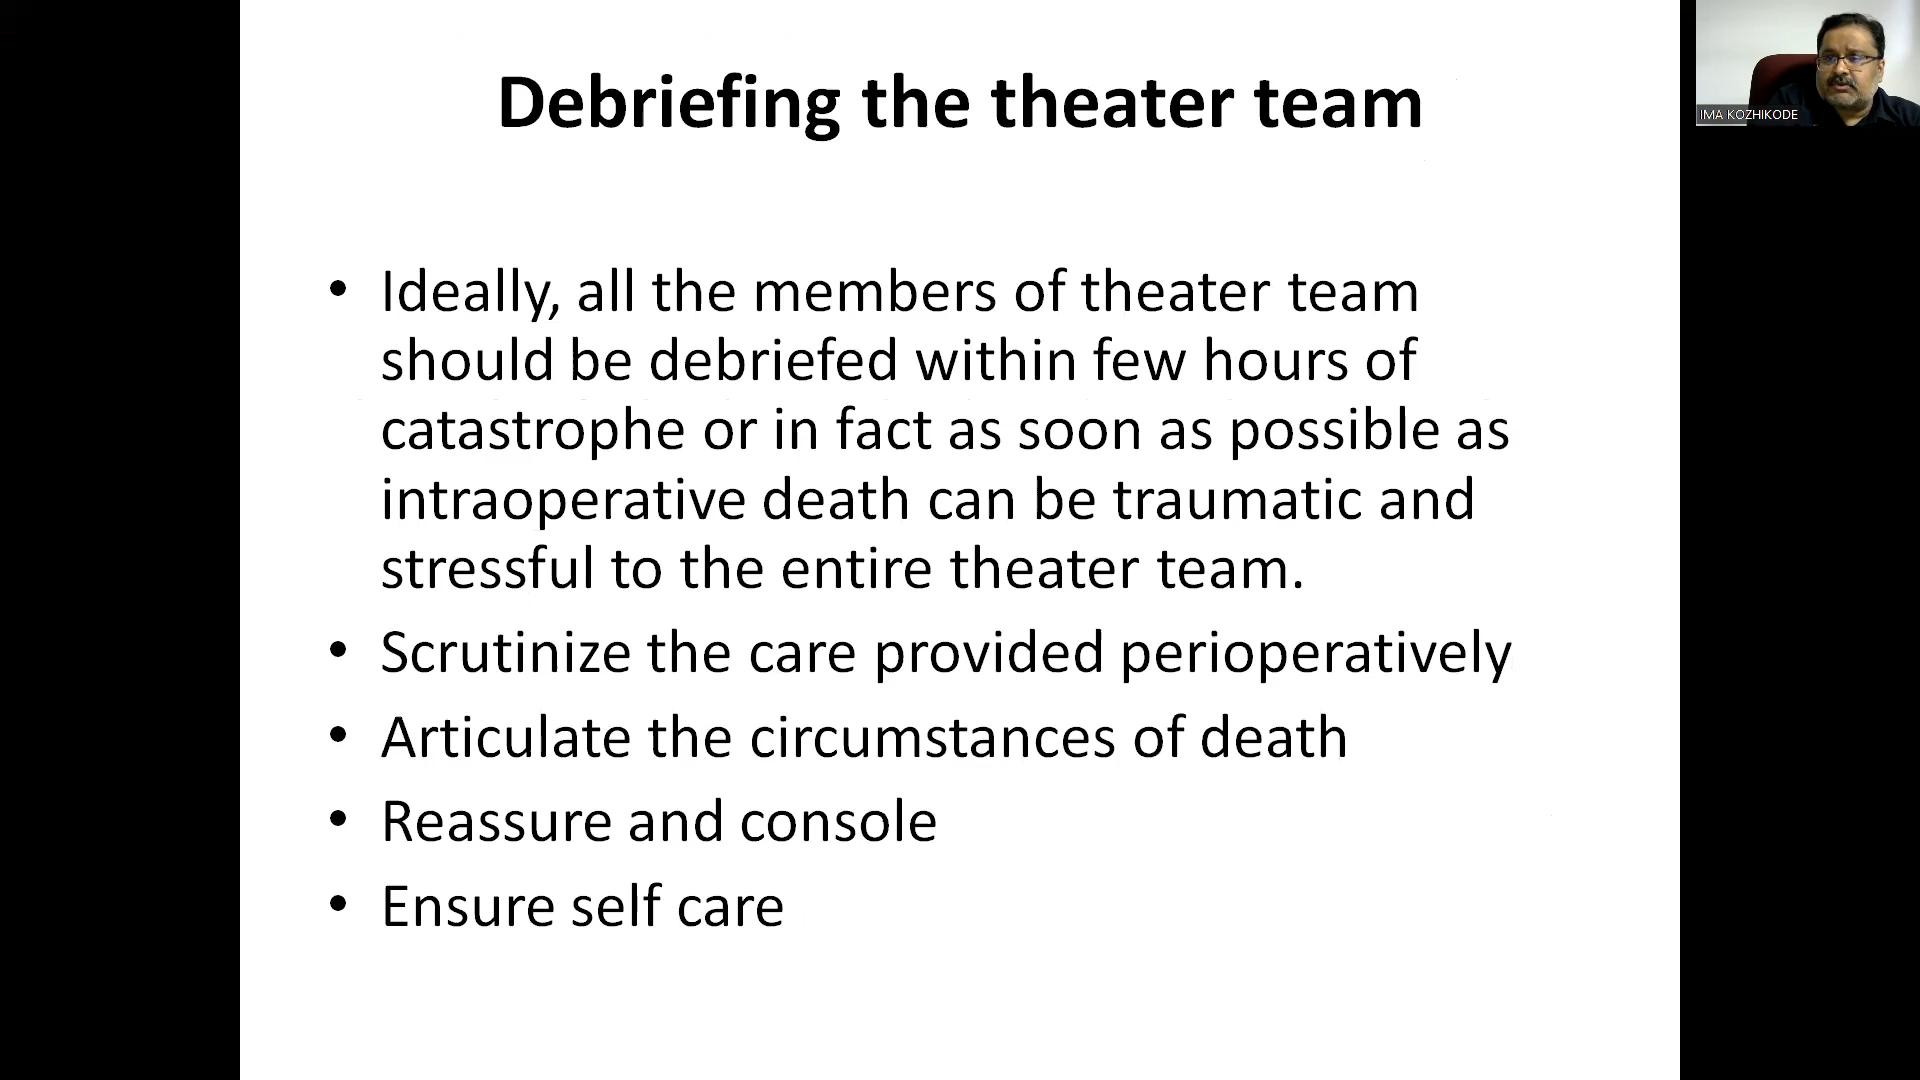 Debriefing the theater team
IMA KOZHIKODE
• Ideally, all the members of theater team
should be debriefed within few hours of
catastrophe or in fact as soon as possible as
intraoperative death can be traumatic and
stressful to the entire theater team.
• Scrutinize the care provided perioperatively
• Articulate the circumstances of death
• Reassure and console
• Ensure self care